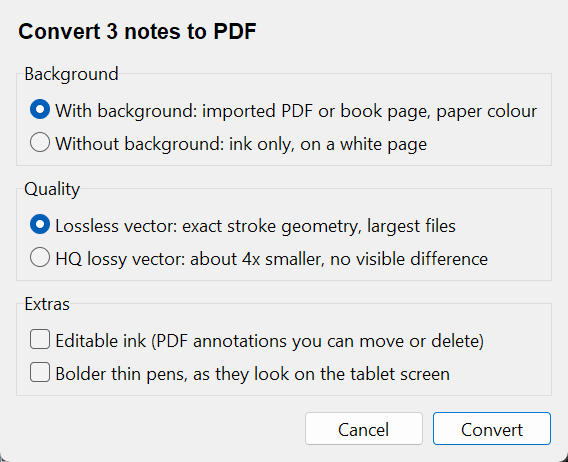 Convert 3 notes to PDF
Background
With background: imported PDF or book page, paper colour
Without background: ink only, on a white page
Quality
Lossless vector: exact stroke geometry, largest files
HQ lossy vector: about 4x smaller, no visible difference
Extras
Editable ink (PDF annotations you can move or delete)
Bolder thin pens, as they look on the tablet screen
Cancel
Convert